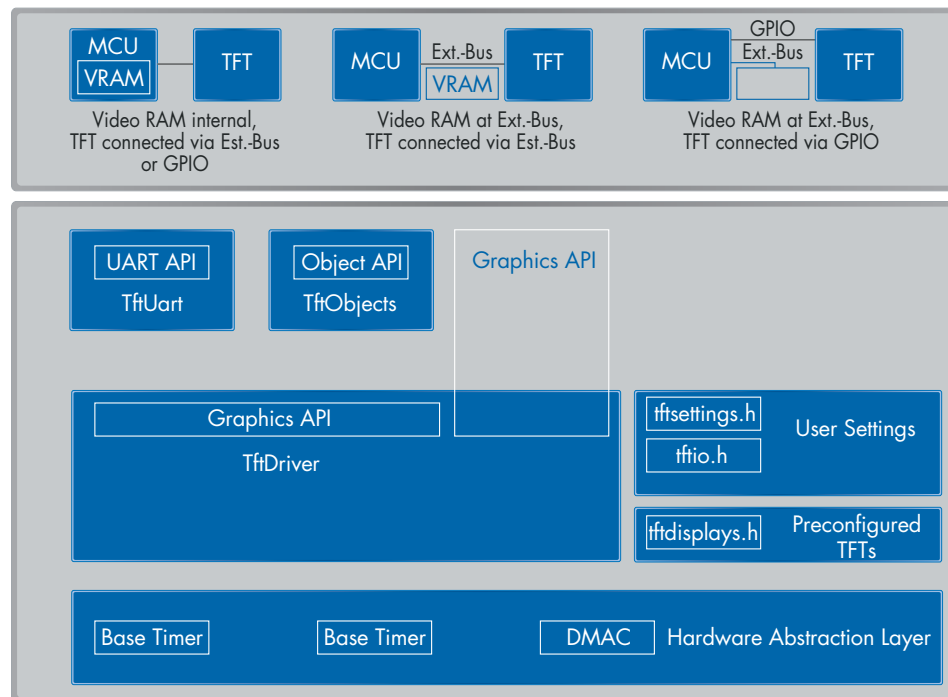 MCU
VRAM
TFT
Video RAM internal,
TFT connected via Est.-Bus
or GPIO
MCU
Ext.-Bus
VRAM
TFT
Video RAM at Ext.-Bus,
TFT connected via Est.-Bus
MCU
GPIO
Ext.-Bus
TFT
Video RAM at Ext.-Bus,
TFT connected via GPIO
UART API
TftUart
Object API
TftObjects
Graphics API
Graphics API
TftDriver
tftsettings.h
tftio.h
User Settings
tftdisplays.h
Preconfigured
TFTs
Base Timer
Base Timer
DMAC
Hardware Abstraction Layer